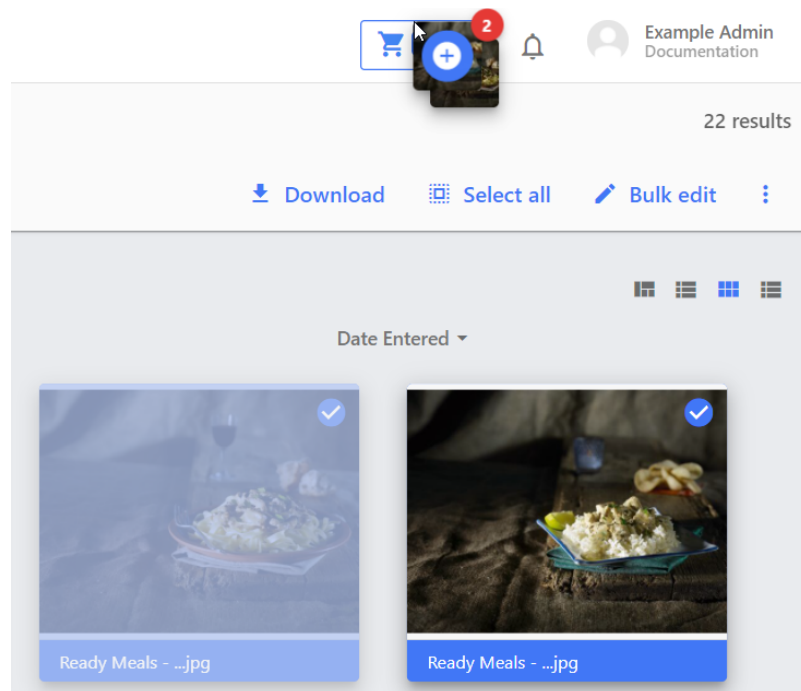 2
Example Admin
Documentation
22 results
Download Select all Bulk edit
Date Entered
Ready Meals - ...jpg Ready Meals - ...jpg